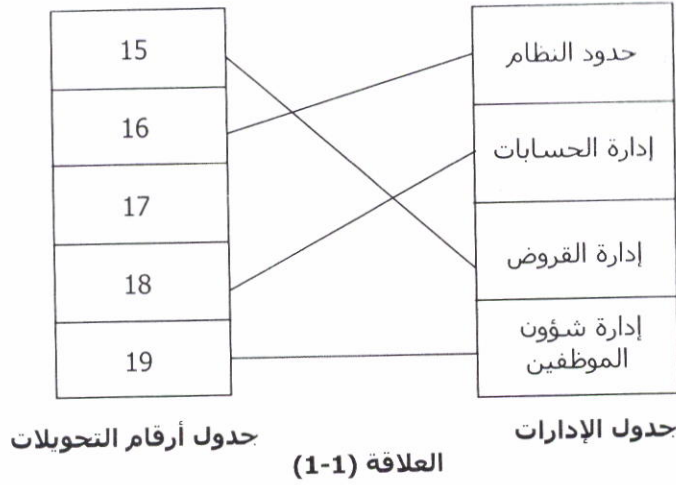 15
16
17
18
19
حدود النظام
إدارة الحسابات
إدارة القروض
إدارة شؤون
الموظفين
جدول أرقام التحويلات
جدول الإدارات
العلاقة (1-1)